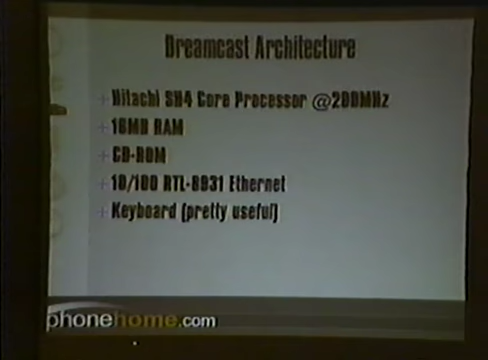 Dreamcast Architecture
+ Hitachi SH4 Core Processor @200MHz
+ 16MB RAM
+ CD-ROM
+ 10/100 RTL-8931 Ethernet
+ Keyboard (pretty useful)
phonehome.com